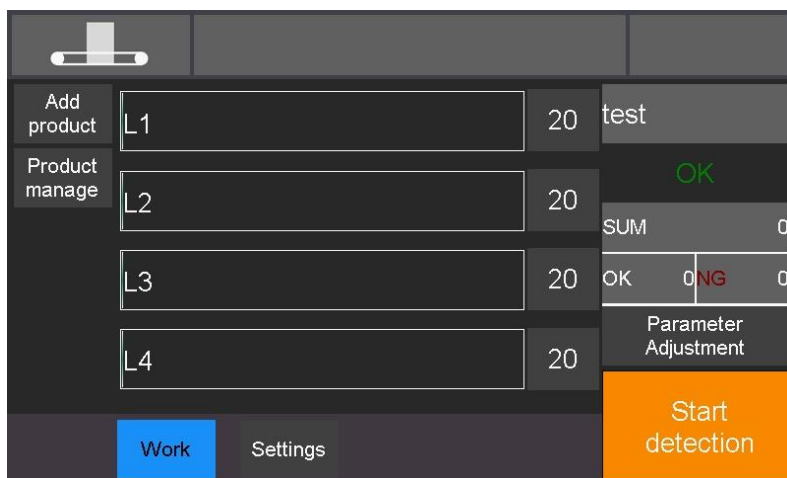 Add
product
L1
20
test
Product
manage
OK
L2
20
SUM 0
L3
20
OK 0 NG 0
Parameter
Adjustment
L4
20
Start
detection
Work
Settings